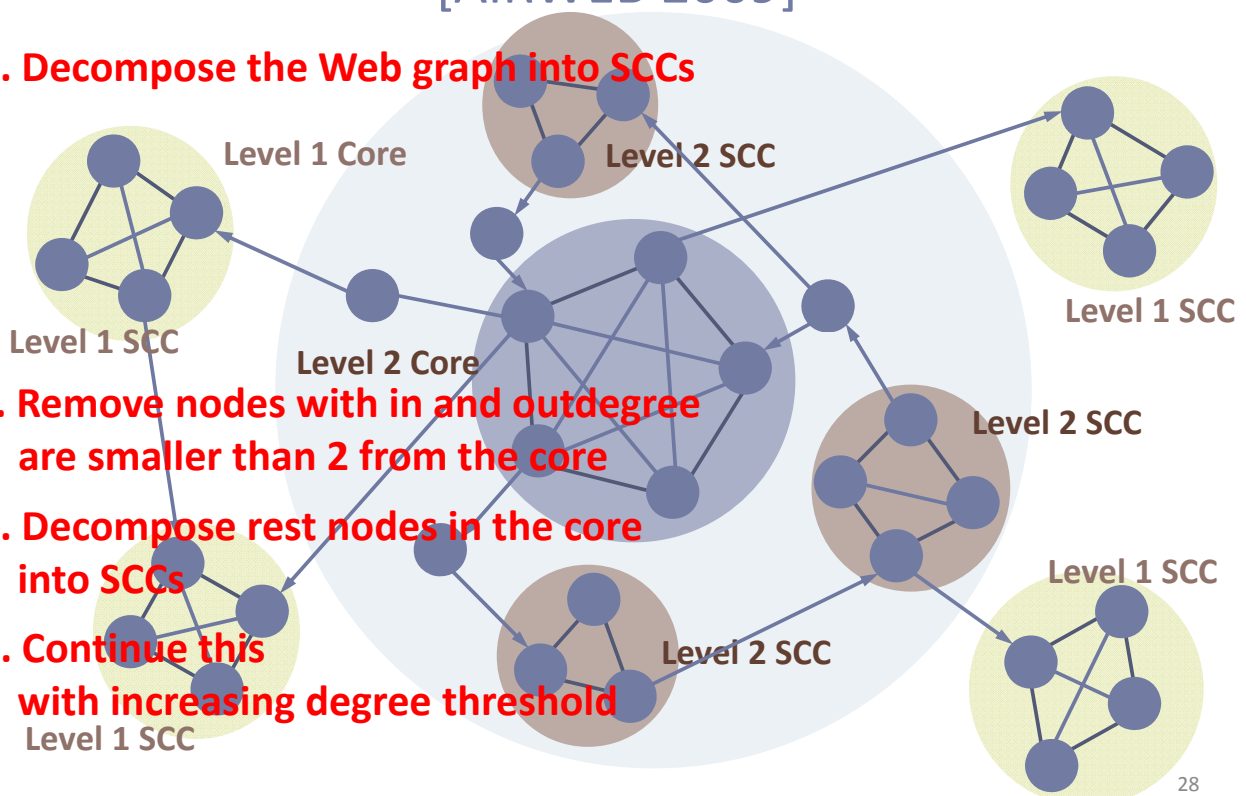 [AIRWEB 2009]
. Decompose the Web graph into SCCs
Level 1 Core
Level 2 SCC
Level 1 SCC
Level 1 SCC
Level 2 Core
. Remove nodes with in and outdegree
are smaller than 2 from the core
Level 2 SCC
. Decompose rest nodes in the core
into SCCs
Level 1 SCC
. Continue this
Level 2 SCC
with increasing degree threshold
Level 1 SCC
28